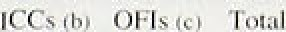 ICCs (b) OFIs (c) Total